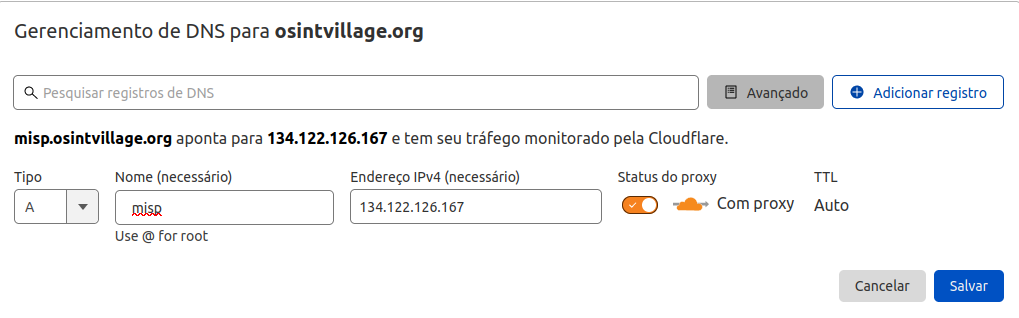 Gerenciamento de DNS para osintvillage.org
Pesquisar registros de DNS
Avançado
Adicionar registro
misp.osintvillage.org aponta para 134.122.126.167 e tem seu tráfego monitorado pela Cloudflare.
Tipo
Nome (necessário)
Endereço IPv4 (necessário)
Status do proxy
TTL
A
misp
134.122.126.167
Com proxy
Auto
Use @ for root
Cancelar
Salvar